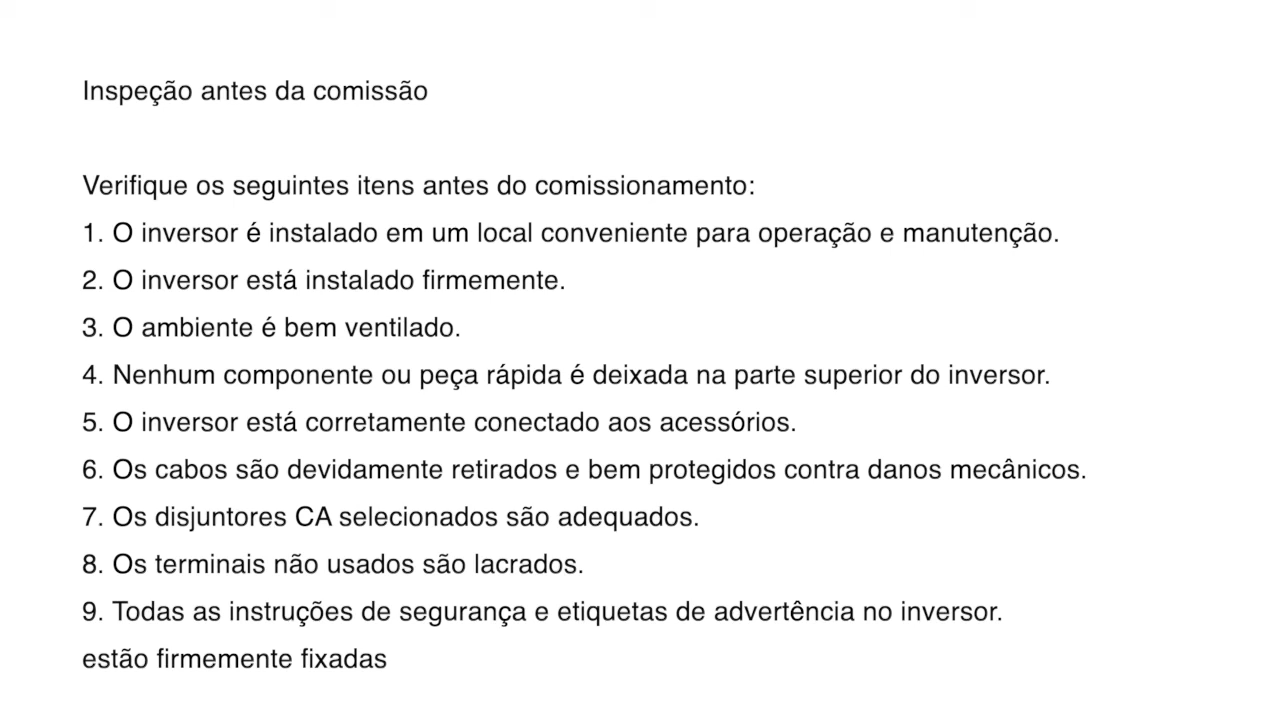 Inspeção antes da comissão
Verifique os seguintes itens antes do comissionamento:
1. O inversor é instalado em um local conveniente para operação e manutenção.
2. O inversor está instalado firmemente.
3. O ambiente é bem ventilado.
4. Nenhum componente ou peça rápida é deixada na parte superior do inversor.
5. O inversor está corretamente conectado aos acessórios.
6. Os cabos são devidamente retirados e bem protegidos contra danos mecânicos.
7. Os disjuntores CA selecionados são adequados.
8. Os terminais não usados são lacrados.
9. Todas as instruções de segurança e etiquetas de advertência no inversor.
estão firmemente fixadas